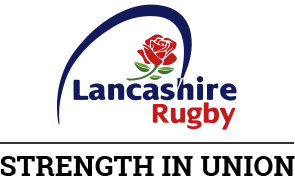 Lancashire
Rugby
STRENGTH IN UNION